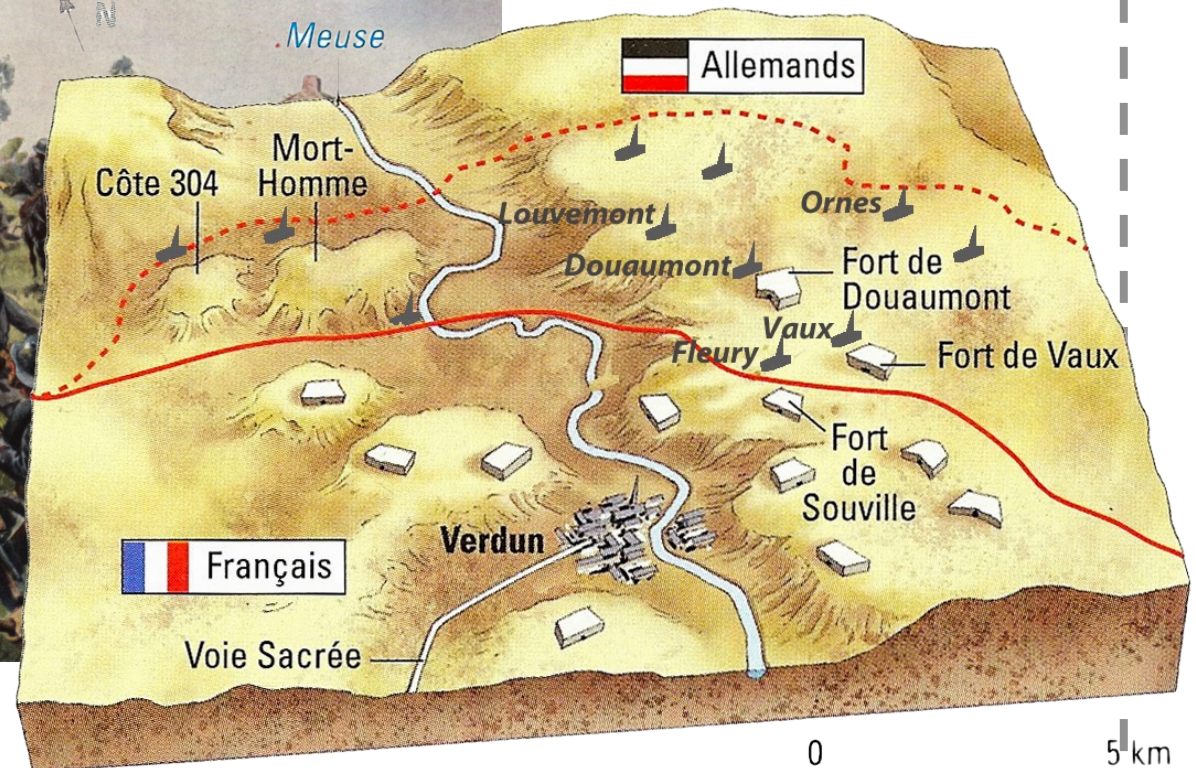 N
Meuse
Allemands
Mort-
Homme
Côte 304
Louvemont
Ornes
Douaumont
Fort de
Douaumont
Vaux
Fleury
Fort de Vaux
Fort
de
Souville
Verdun
Français
Voie Sacrée
0
5 km